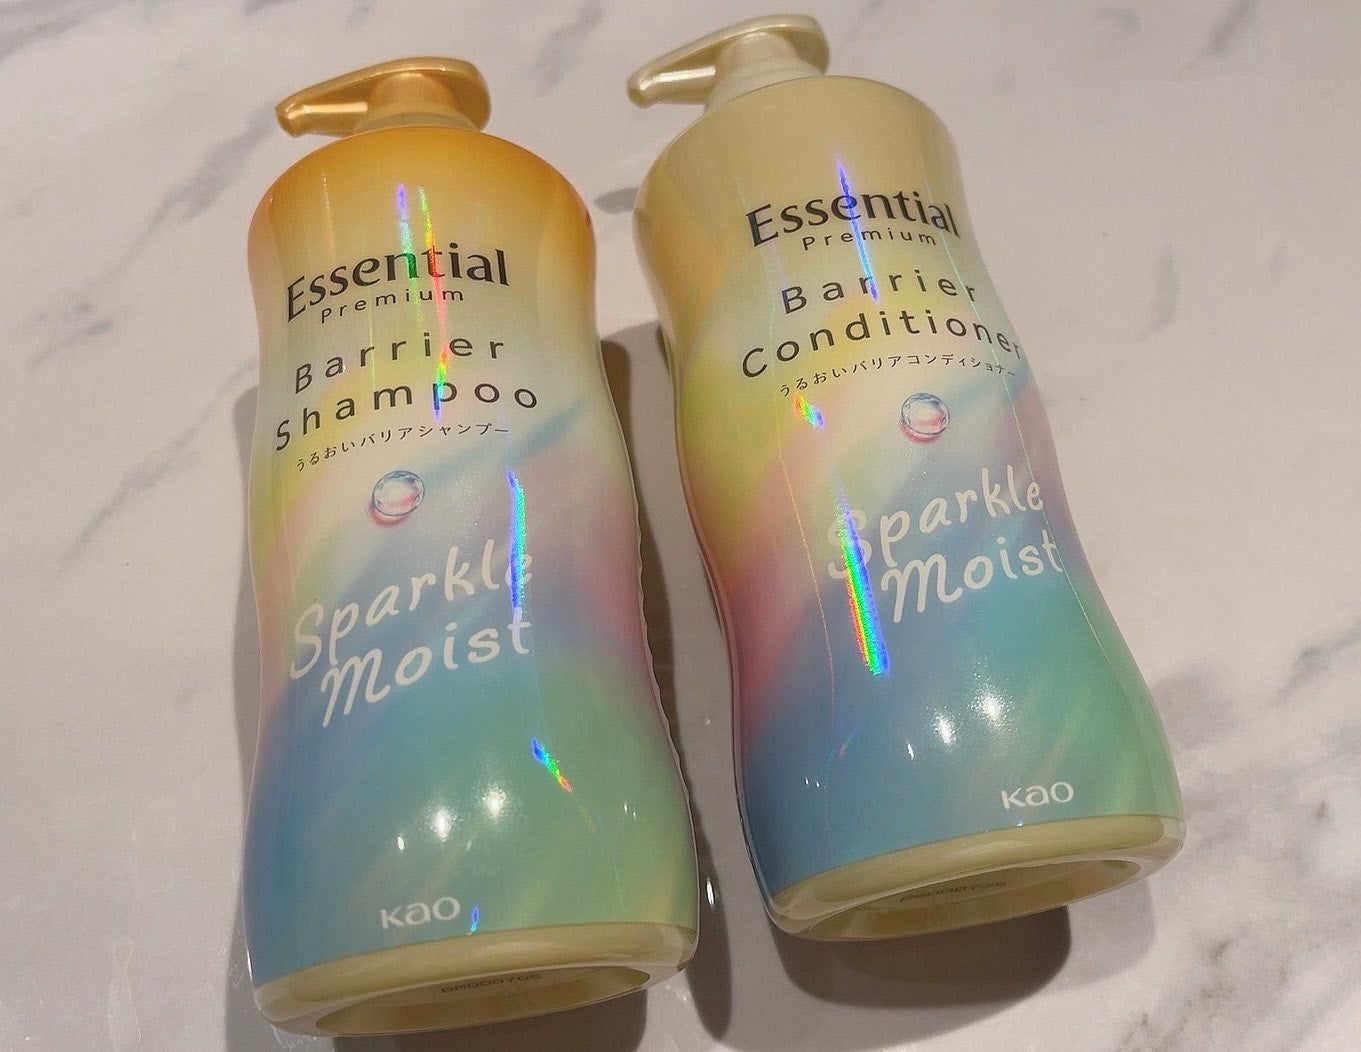 Essential
Premium
Barrier
Shampoo
うるおいバリアシャンプー
Sparkle
Moist
Kao
Essential
Premium
Barrier
Conditioner
うるおいバリアコンディショナー
Sparkle
Moist
Kao